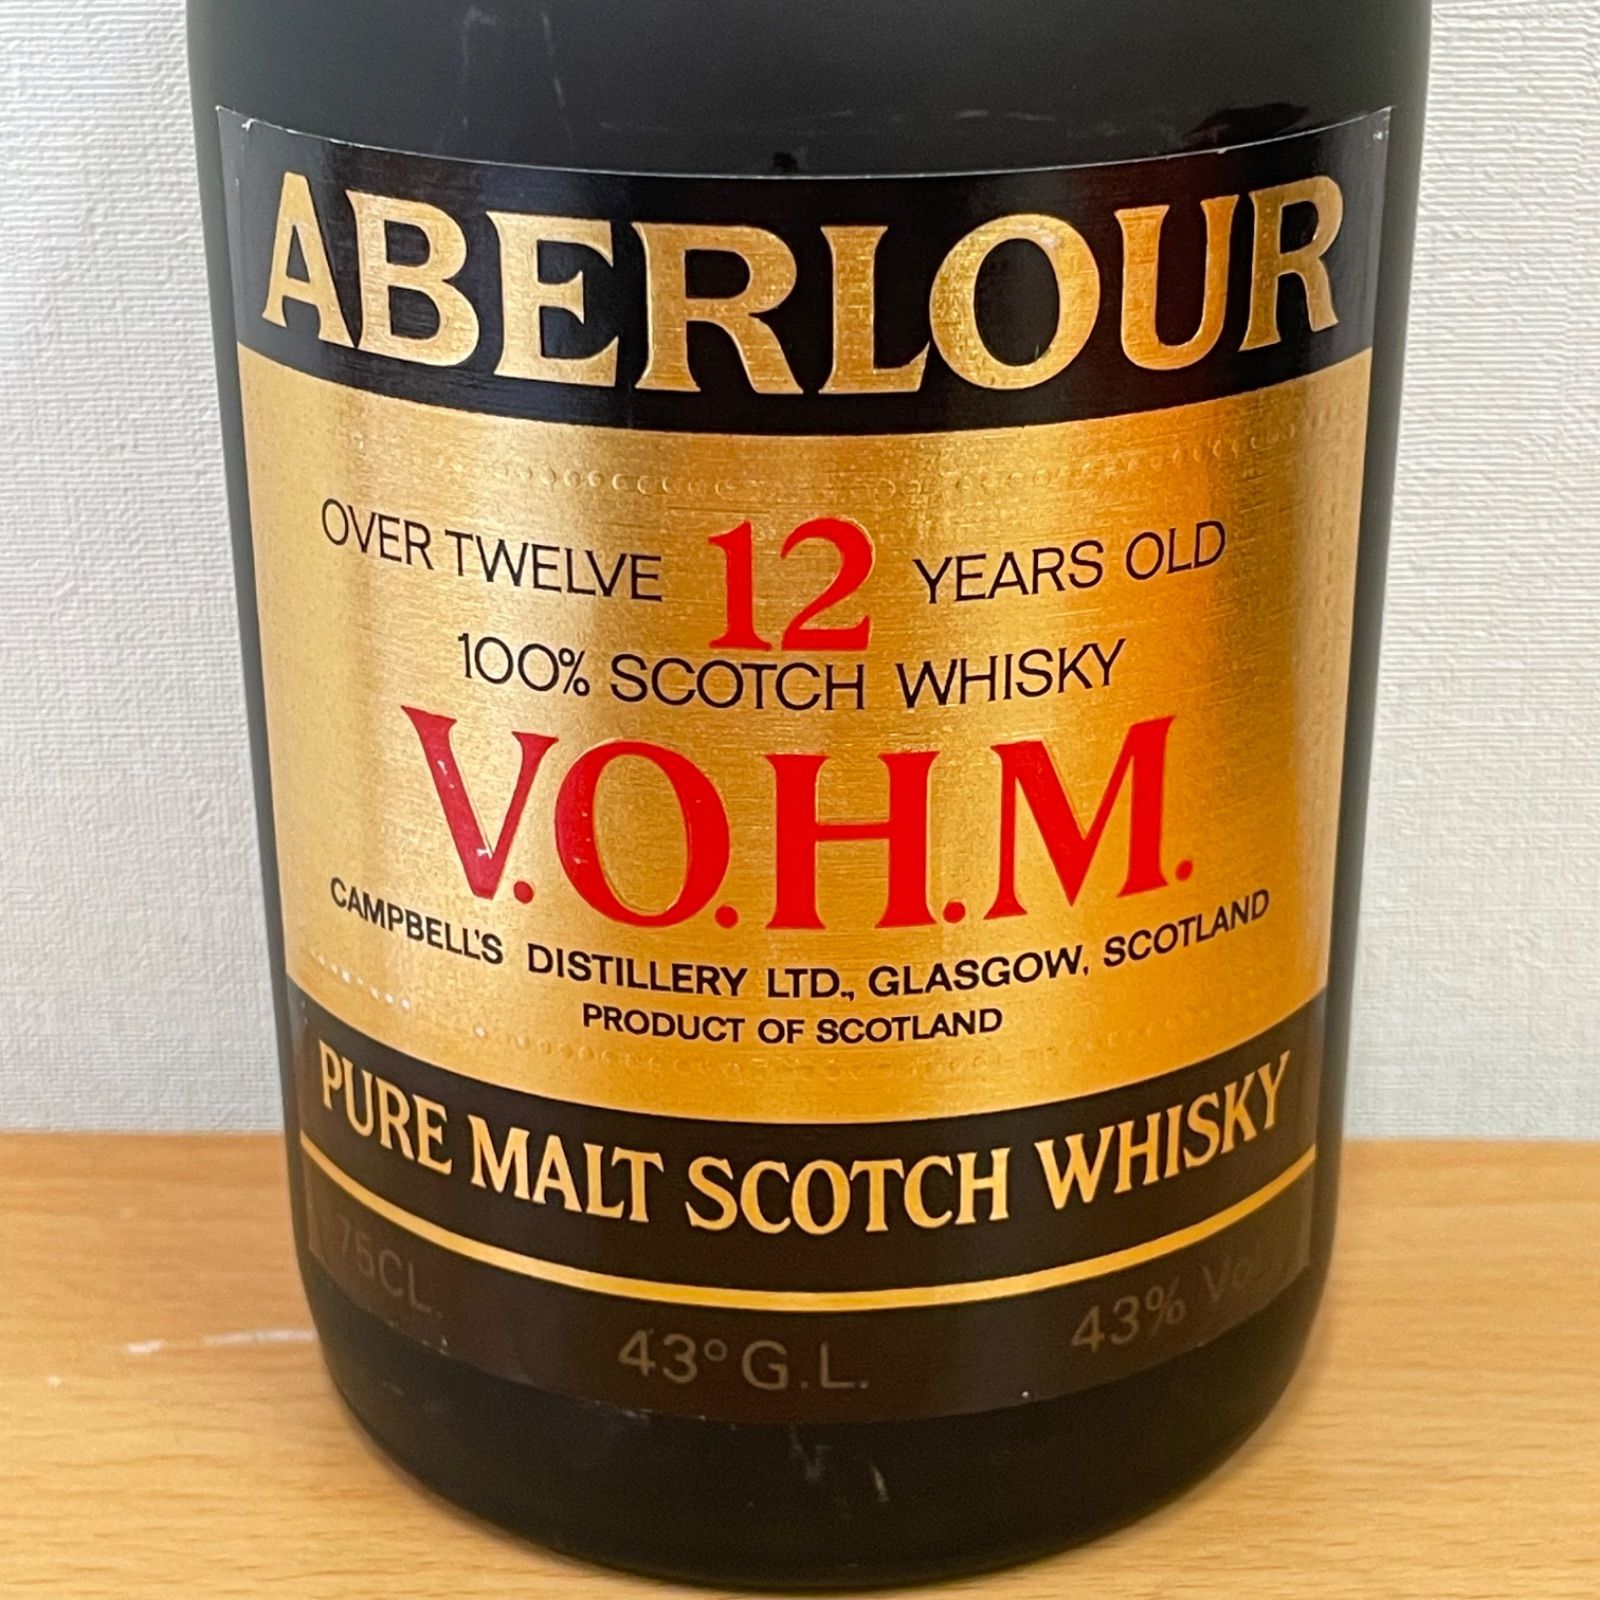 ABERLOUR
OVER TWELVE 12 YEARS OLD
100% SCOTCH WHISKY
V.O.H.M.
CAMPBELL'S DISTILLERY LTD., GLASGOW, SCOTLAND
PRODUCT OF SCOTLAND
PURE MALT SCOTCH WHISKY
75CL. 43° G.L. 43% Vol.